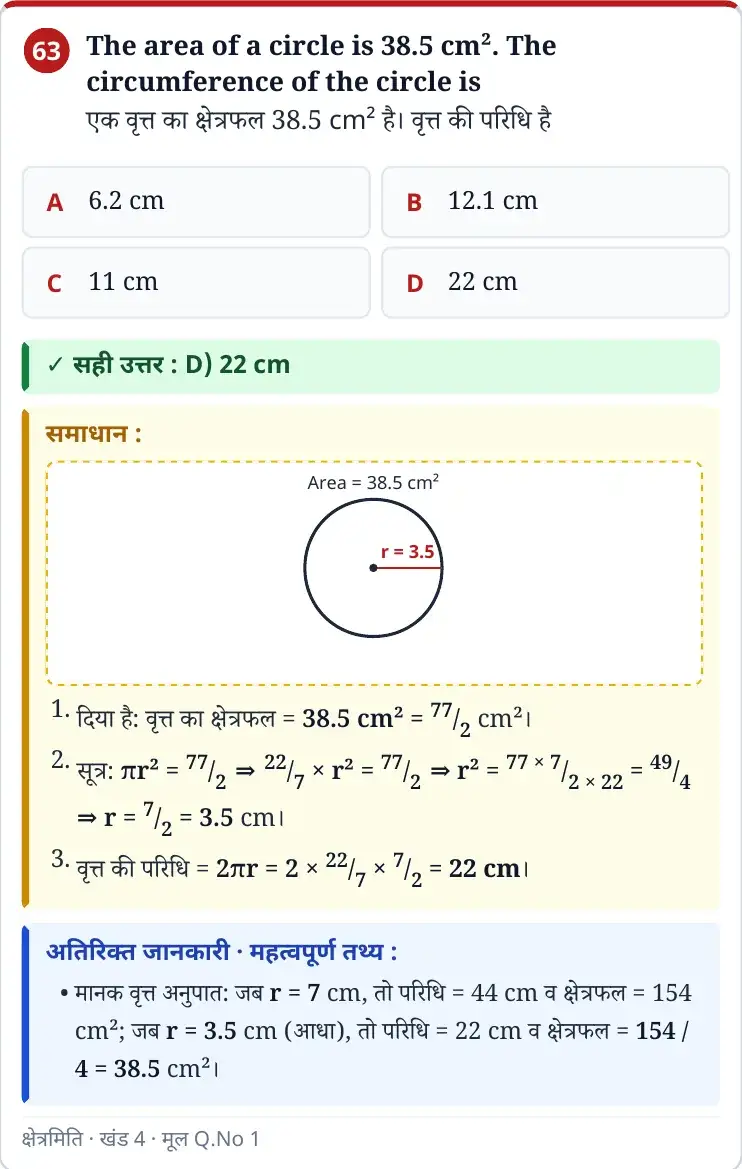 63 The area of a circle is 38.5 cm². The
circumference of the circle is
एक वृत्त का क्षेत्रफल 38.5 cm² है। वृत्त की परिधि है
A 6.2 cm
B 12.1 cm
C 11 cm
D 22 cm
✓ सही उत्तर : D) 22 cm
समाधान :
Area = 38.5 cm²
r = 3.5
1. दिया है: वृत्त का क्षेत्रफल = 38.5 cm² = ⁷⁷/₂ cm²।
2. सूत्र: πr² = ⁷⁷/₂ ⇒ ²²/₇ × r² = ⁷⁷/₂ ⇒ r² = ⁷⁷ ˣ ⁷/₂ ₓ ₂₂ = ⁴⁹/₄
⇒ r = ⁷/₂ = 3.5 cm।
3. वृत्त की परिधि = 2πr = 2 × ²²/₇ × ⁷/₂ = 22 cm।
अतिरिक्त जानकारी · महत्वपूर्ण तथ्य :
• मानक वृत्त अनुपात: जब r = 7 cm, तो परिधि = 44 cm व क्षेत्रफल = 154
cm²; जब r = 3.5 cm (आधा), तो परिधि = 22 cm व क्षेत्रफल = 154 /
4 = 38.5 cm²।
क्षेत्रमिति · खंड 4 · मूल Q.No 1